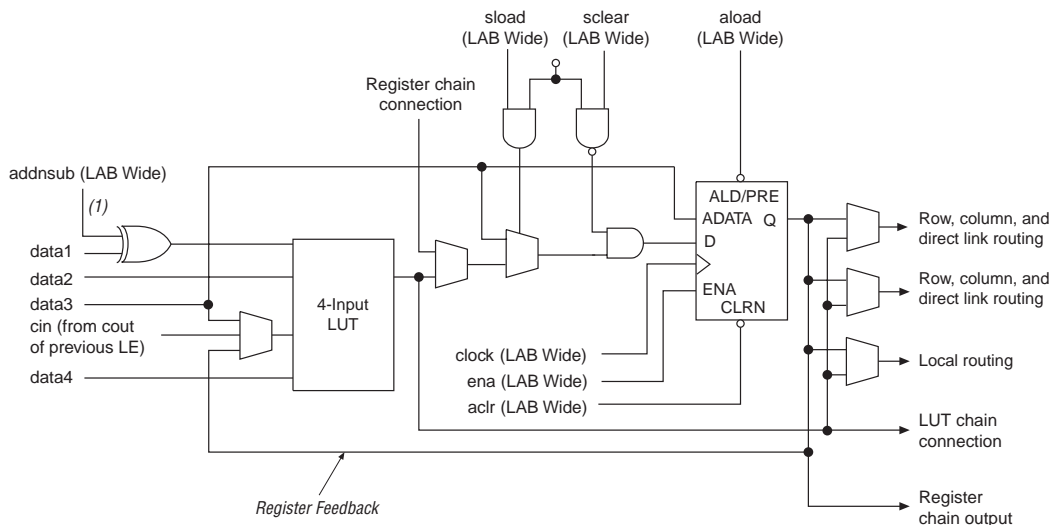 sload
(LAB Wide)
sclear
(LAB Wide)
aload
(LAB Wide)
Register chain
connection
addnsub (LAB Wide)
(1)
data1
data2
data3
cin (from cout
of previous LE)
data4
4-Input
LUT
ALD/PRE
ADATA
Q
D
ENA
CLRN
clock (LAB Wide)
ena (LAB Wide)
aclr (LAB Wide)
Row, column, and
direct link routing
Row, column, and
direct link routing
Local routing
LUT chain
connection
Register
chain output
Register Feedback